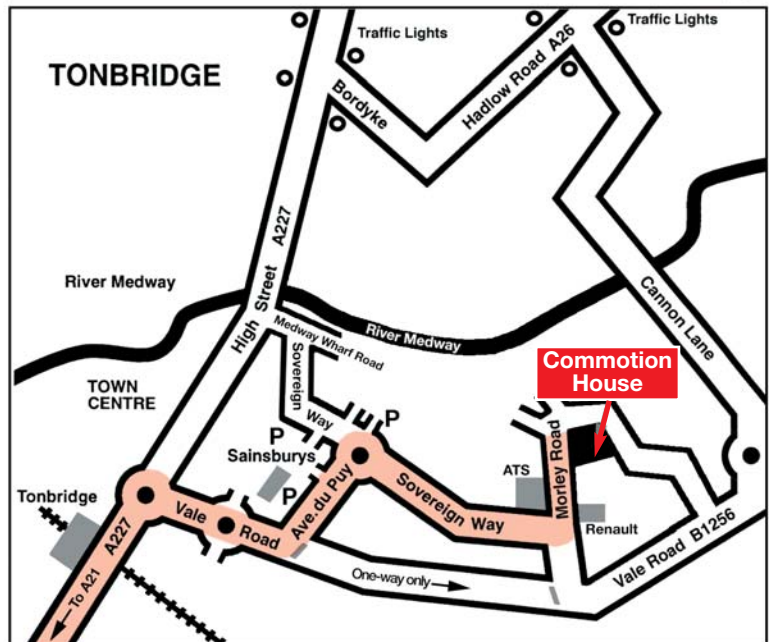 Traffic Lights
Traffic Lights
TONBRIDGE
Bordyke
Hadlow Road A26
High Street A227
River Medway
River Medway
Medway Wharf Road
Cannon Lane
Commotion
House
TOWN
CENTRE
Sovereign
Way
P
P
Sainsburys
P
Ave.du Puy
Sovereign Way
ATS
Morley Road
Renault
Tonbridge
Vale Road
A227
To A21
One-way only
Vale Road B1256